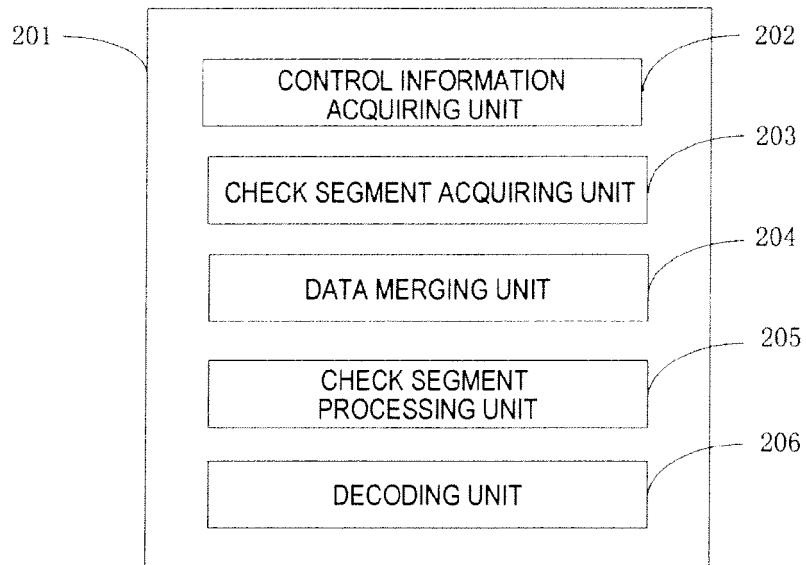 201
202
CONTROL INFORMATION
ACQUIRING UNIT
203
CHECK SEGMENT ACQUIRING UNIT
204
DATA MERGING UNIT
205
CHECK SEGMENT
PROCESSING UNIT
206
DECODING UNIT